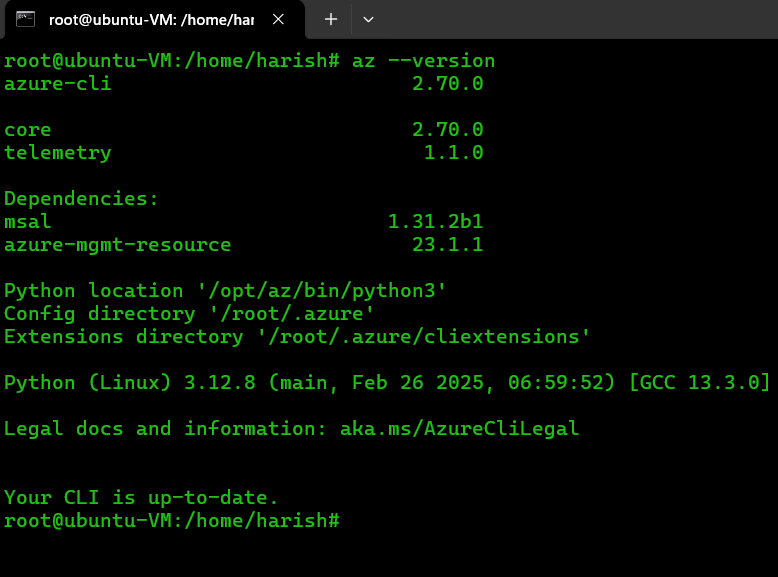 root@ubuntu-VM: /home/har
root@ubuntu-VM:/home/harish# az --version
azure-cli 2.70.0
core 2.70.0
telemetry 1.1.0
Dependencies:
msal 1.31.2b1
azure-mgmt-resource 23.1.1
Python location '/opt/az/bin/python3'
Config directory '/root/.azure'
Extensions directory '/root/.azure/cliextensions'
Python (Linux) 3.12.8 (main, Feb 26 2025, 06:59:52) [GCC 13.3.0]
Legal docs and information: aka.ms/AzureCliLegal
Your CLI is up-to-date.
root@ubuntu-VM:/home/harish#